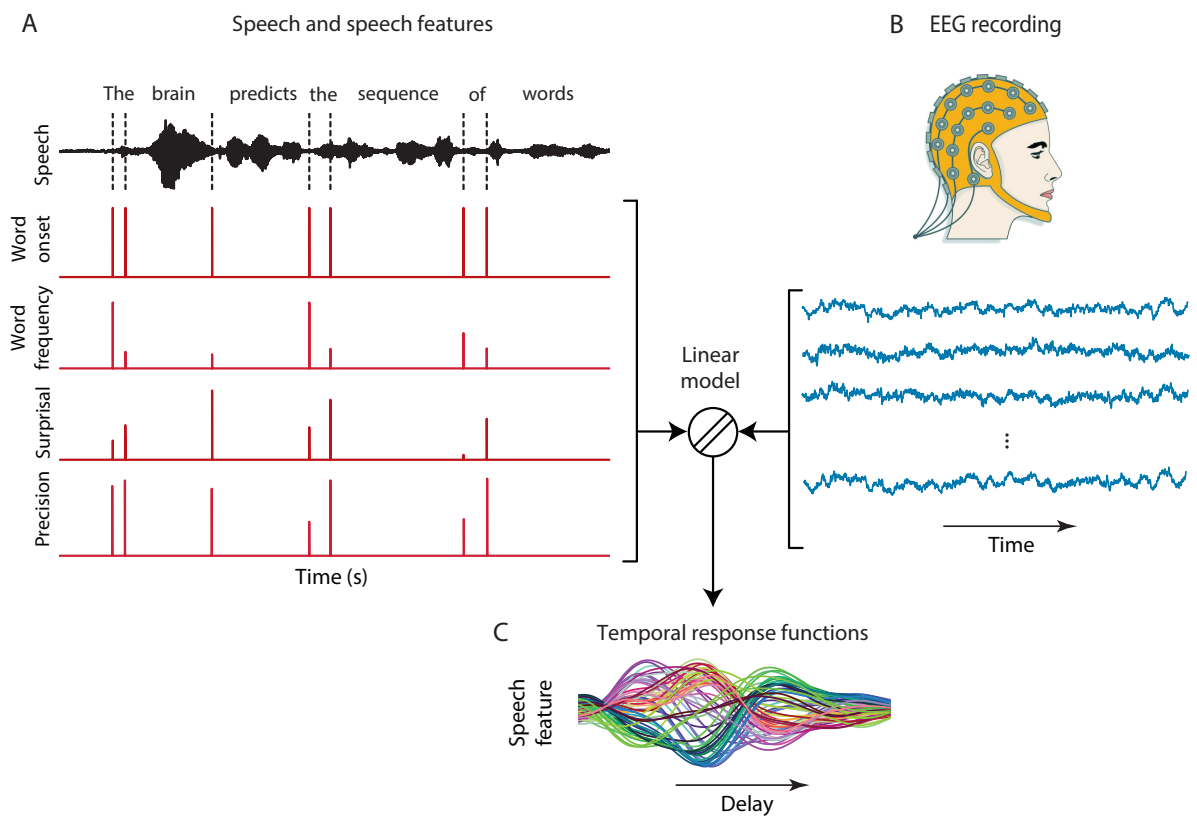 A
Speech and speech features
The brain predicts the sequence of words
Speech
Word
onset
Word
frequency
Surprisal
Precision
Time (s)
B
EEG recording
Linear
model
Time
C
Temporal response functions
Speech
feature
Delay